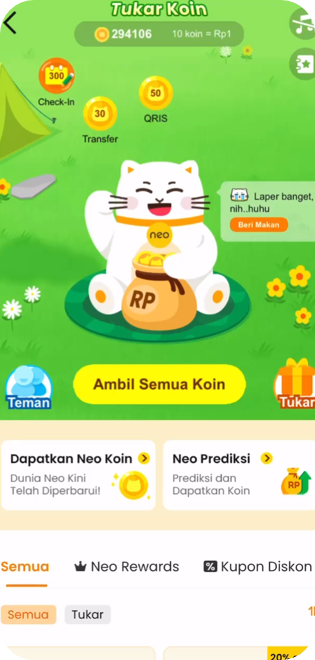 Tukar Koin
294106 10 koin = Rp1
300
Check-In
50
QRIS
30
Transfer
Laper banget,
nih..huhu
Beri Makan
neo
RP
Ambil Semua Koin
Teman
Tukar
Dapatkan Neo Koin
Dunia Neo Kini
Telah Diperbarui!
Neo Prediksi
Prediksi dan
Dapatkan Koin
RP
Semua Neo Rewards Kupon Diskon
Semua Tukar
20%